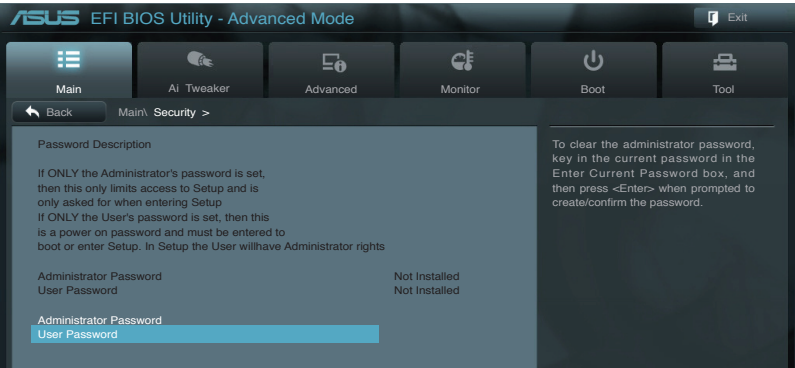 ASUS EFI BIOS Utility - Advanced Mode
Exit
Main
Ai Tweaker
Advanced
Monitor
Boot
Tool
Back
Main\ Security >
Password Description
If ONLY the Administrator's password is set,
then this only limits access to Setup and is
only asked for when entering Setup
If ONLY the User's password is set, then this
is a power on password and must be entered to
boot or enter Setup. In Setup the User willhave Administrator rights
Administrator Password Not Installed
User Password Not Installed
Administrator Password
User Password
To clear the administrator password,
key in the current password in the
Enter Current Password box, and
then press <Enter> when prompted to
create/confirm the password.